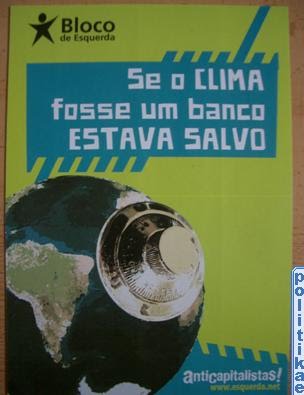 Bloco
de Esquerda
Se o CLIMA
fosse um banco
ESTAVA SALVO
anticapitalistas!
www.esquerda.net
politikae